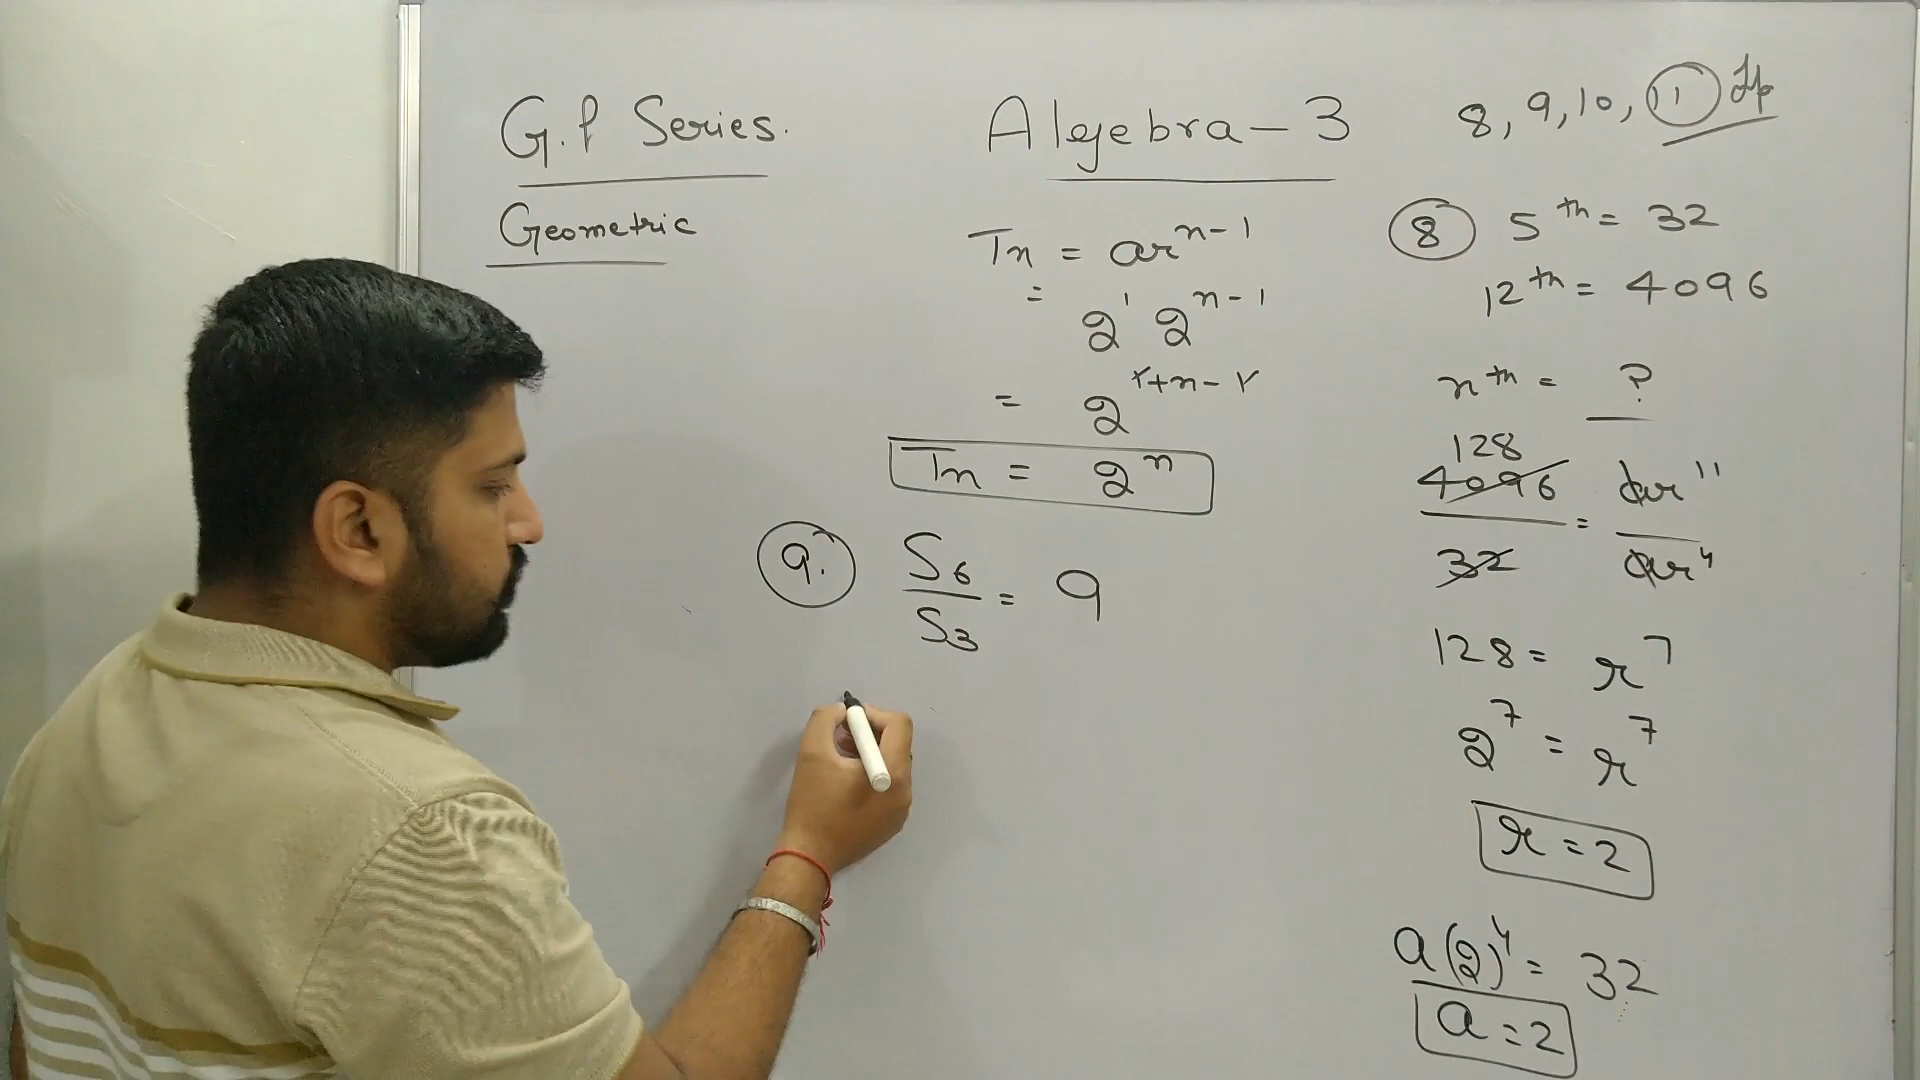 G.P Series.
Geometric
Algebra-3
Tn = ar^n-1
= 2^1 2^n-1
= 2^1+n-1
Tn = 2^n
9. S6/S3 = 9
8, 9, 10, 11
8 5th = 32
12th = 4096
nth = ?
128
4096/32 = ar^11/ar^4
128 = r^7
2^7 = r^7
r = 2
a(2)^4 = 32
a = 2